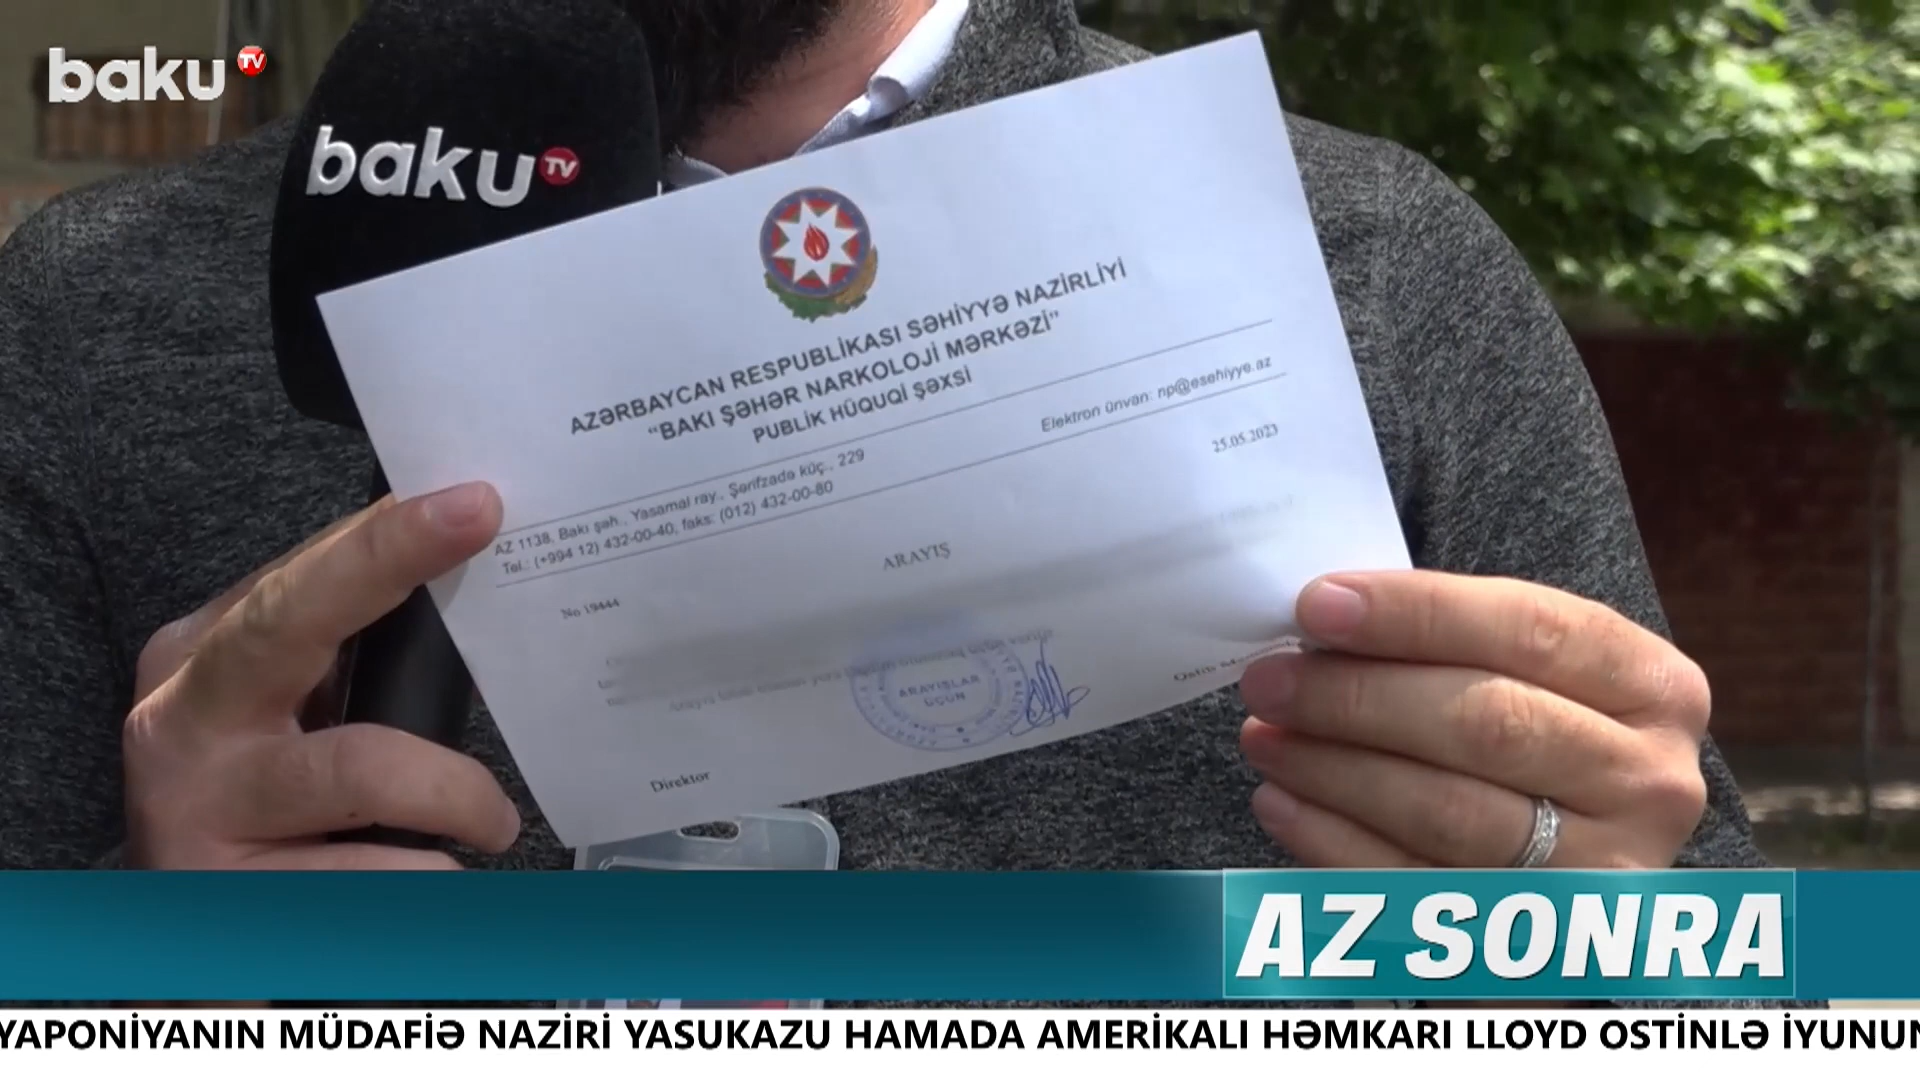 baku TV
baku TV
AZƏRBAYCAN RESPUBLİKASI SƏHİYYƏ NAZİRLİYİ
"BAKI ŞƏHƏR NARKOLOJİ MƏRKƏZİ"
PUBLİK HÜQUQİ ŞƏXSİ
AZ 1138, Bakı şəh., Yasamal ray., Şərifzadə küç., 229
Elektron ünvan: np@esehiyye.az
Tel.: (+994 12) 432-00-40, faks: (012) 432-00-80
25.05.2023
ARAYIŞ
No 19444
ARAYIŞLAR
ÜÇÜN
Direktor
AZ SONRA
YAPONİYANIN MÜDAFİƏ NAZİRİ YASUKAZU HAMADA AMERİKALI HƏMKARI LLOYD OSTİNLƏ İYUNUN